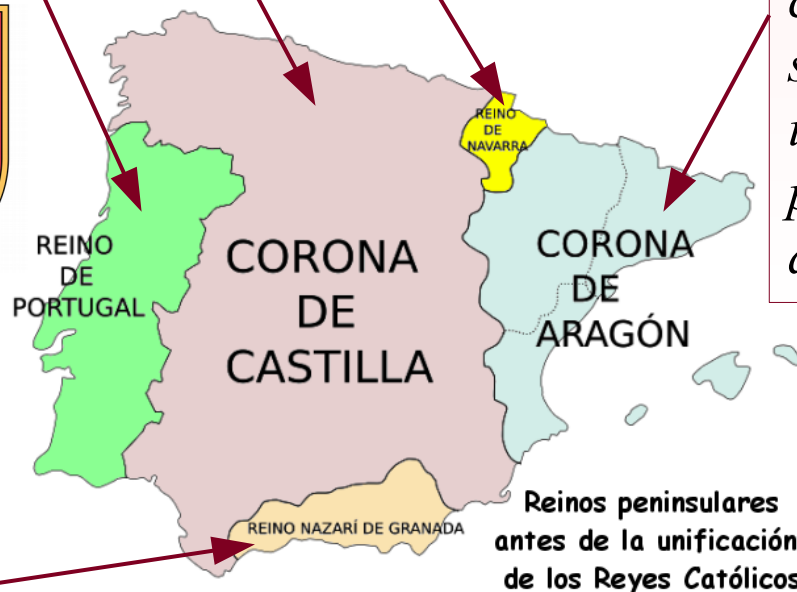 REINO
DE
NAVARRA
REINO
DE
PORTUGAL
CORONA
DE
CASTILLA
CORONA
DE
ARAGÓN
REINO NAZARÍ DE GRANADA
Reinos peninsulares
antes de la unificación
de los Reyes Católicos